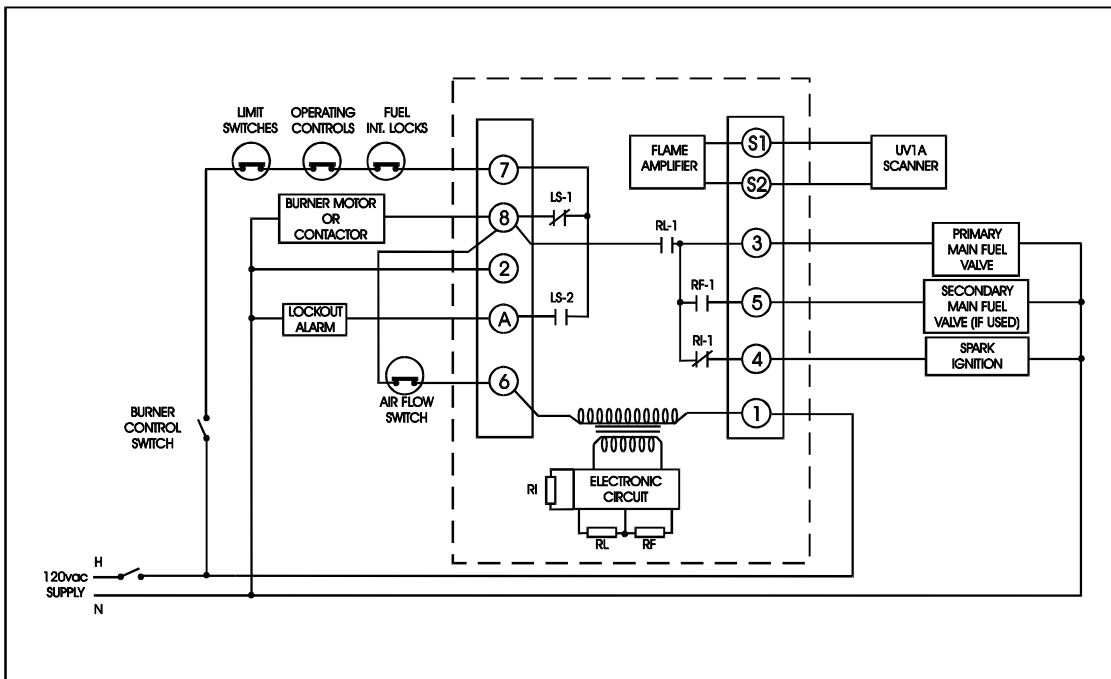 LIMIT
SWITCHES
OPERATING
CONTROLS
FUEL
INT. LOCKS
7
BURNER MOTOR
OR
CONTACTOR
8
LS-1
2
LOCKOUT
ALARM
A
LS-2
AIR FLOW
SWITCH
6
BURNER
CONTROL
SWITCH
FLAME
AMPLIFIER
S1
S2
UV1A
SCANNER
RL-1
3
PRIMARY
MAIN FUEL
VALVE
RF-1
5
SECONDARY
MAIN FUEL
VALVE (IF USED)
RI-1
4
SPARK
IGNITION
1
RI
ELECTRONIC
CIRCUIT
RL
RF
H
120vac
SUPPLY
N